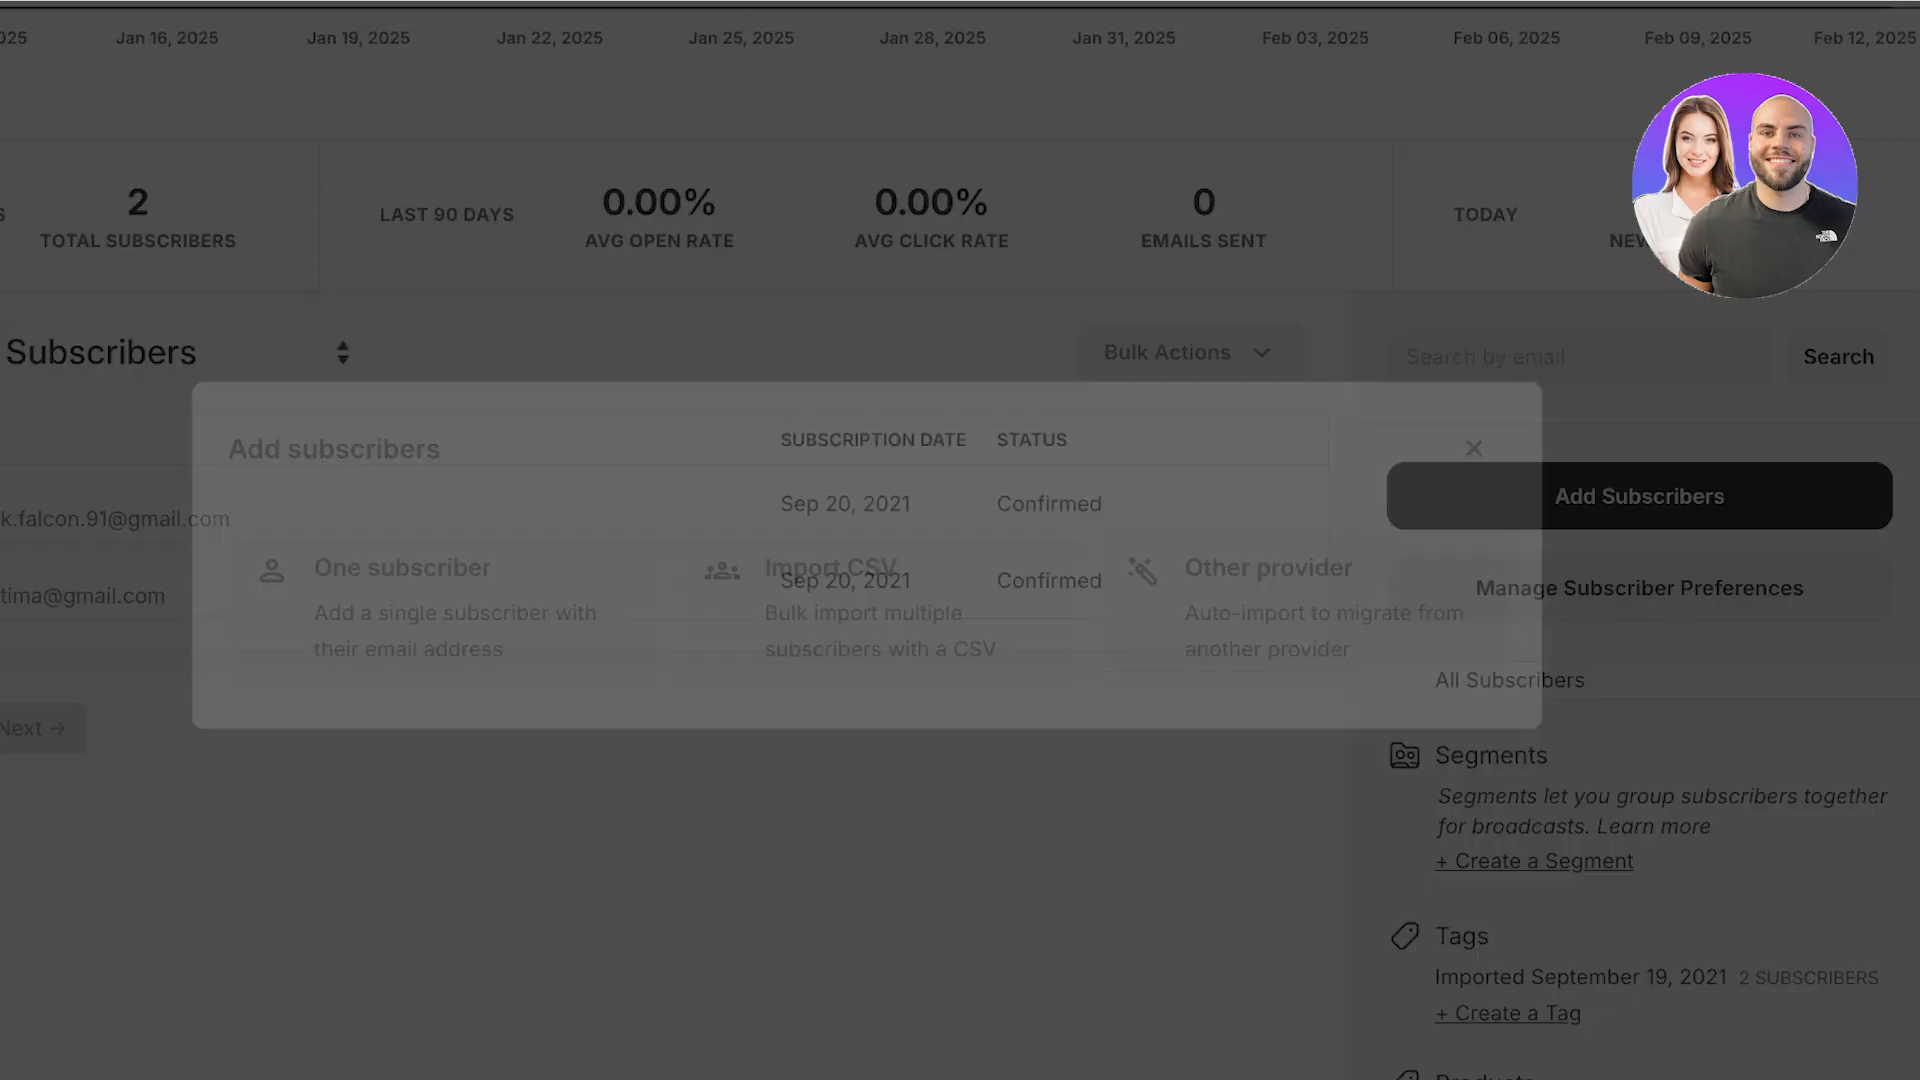 025 Jan 16, 2025 Jan 19, 2025 Jan 22, 2025 Jan 25, 2025 Jan 28, 2025 Jan 31, 2025 Feb 03, 2025 Feb 06, 2025 Feb 09, 2025 Feb 12, 2025
2 0.00% 0.00% 0
S TOTAL SUBSCRIBERS LAST 90 DAYS AVG OPEN RATE AVG CLICK RATE EMAILS SENT TODAY NEW
THE NORTH FACE
Subscribers Bulk Actions Search by email Search
Add subscribers
SUBSCRIPTION DATE STATUS
k.falcon.91@gmail.com Sep 20, 2021 Confirmed
tima@gmail.com Sep 20, 2021 Confirmed
One subscriber
Add a single subscriber with
their email address
Import CSV
Bulk import multiple
subscribers with a CSV
Other provider
Auto-import to migrate from
another provider
Next →
Add Subscribers
Manage Subscriber Preferences
All Subscribers
Segments
Segments let you group subscribers together
for broadcasts. Learn more
+ Create a Segment
Tags
Imported September 19, 2021 2 SUBSCRIBERS
+ Create a Tag
Products